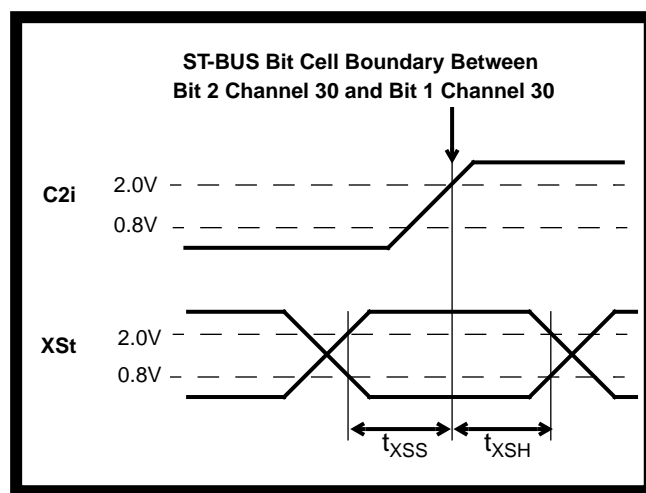 ST-BUS Bit Cell Boundary Between
Bit 2 Channel 30 and Bit 1 Channel 30
C2i
2.0V
0.8V
XSt
2.0V
0.8V
tXSS
tXSH